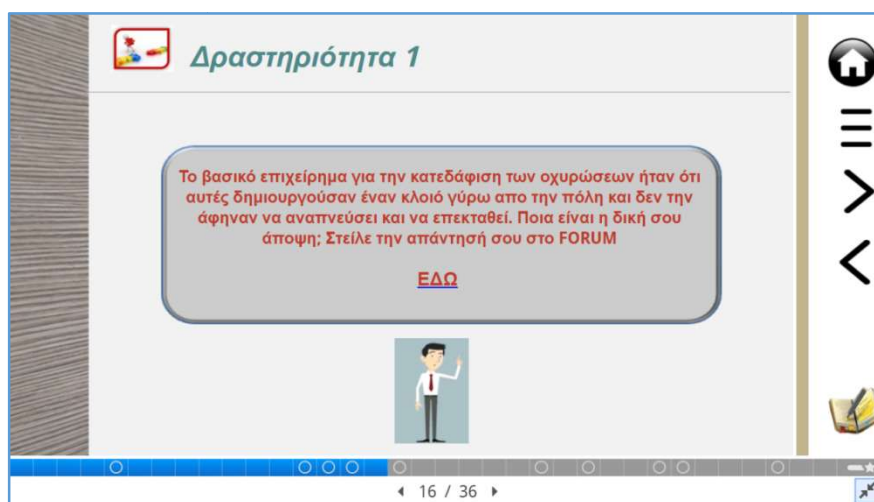 Δραστηριότητα 1
Το βασικό επιχείρημα για την κατεδάφιση των οχυρώσεων ήταν ότι
αυτές δημιουργούσαν έναν κλοιό γύρω απο την πόλη και δεν την
άφηναν να αναπνεύσει και να επεκταθεί. Ποια είναι η δική σου
άποψη; Στείλε την απάντησή σου στο FORUM
ΕΔΩ
16 / 36